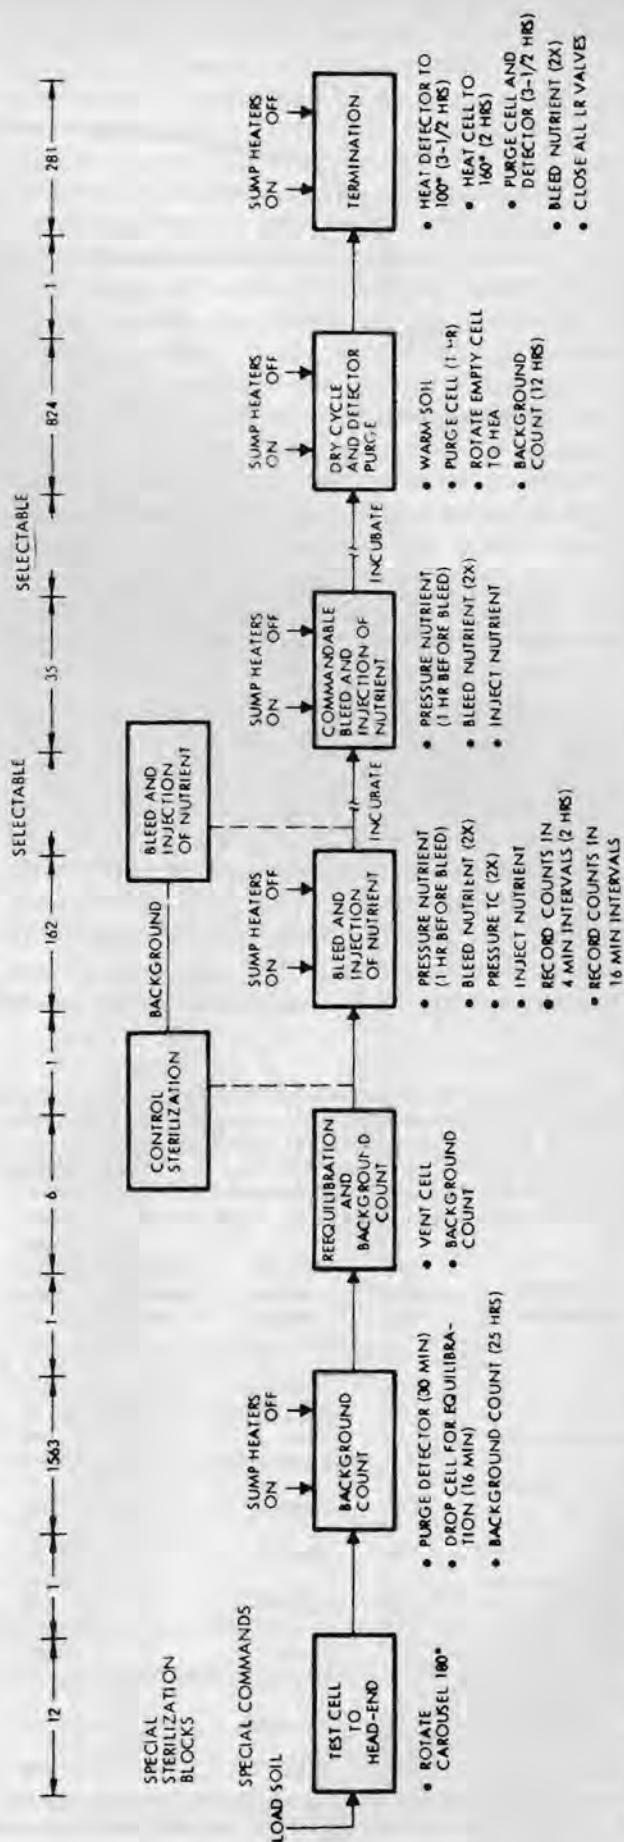 12
1
1563
1
6
1
162
SELECTABLE
35
SELECTABLE
824
1
281
SPECIAL
STERILIZATION
BLOCKS
CONTROL
STERILIZATION
BACKGROUND
BLEED AND
INJECTION
OF NUTRIENT
SPECIAL COMMANDS
LOAD SOIL
TEST CELL
TO
HEAD-END
• ROTATE
CAROUSEL 180°
SUMP HEATERS
ON OFF
BACKGROUND
COUNT
• PURGE DETECTOR (30 MIN)
• DROP CELL FOR EQUILIBRA-
TION (16 MIN)
• BACKGROUND COUNT (25 HRS)
REEQUILIBRATION
AND
BACKGROUND
COUNT
• VENT CELL
• BACKGROUND
COUNT
SUMP HEATERS
ON OFF
BLEED AND
INJECTION
OF NUTRIENT
• PRESSURE NUTRIENT
(1 HR BEFORE BLEED)
• BLEED NUTRIENT (2X)
• PRESSURE TC (2X)
• INJECT NUTRIENT
• RECORD COUNTS IN
4 MIN INTERVALS (2 HRS)
• RECORD COUNTS IN
16 MIN INTERVALS
INCUBATE
SUMP HEATERS
ON OFF
COMMANDABLE
BLEED AND
INJECTION OF
NUTRIENT
• PRESSURE NUTRIENT
(1 HR BEFORE BLEED)
• BLEED NUTRIENT (2X)
• INJECT NUTRIENT
INCUBATE
SUMP HEATERS
ON OFF
DRY CYCLE
AND DETECTOR
PURGE
• WARM SOIL
• PURGE CELL (1 HR)
• ROTATE EMPTY CELL
TO HEA
• BACKGROUND
COUNT (12 HRS)
SUMP HEATERS
ON OFF
TERMINATION
• HEAT DETECTOR TO
100° (3-1/2 HRS)
• HEAT CELL TO
160° (2 HRS)
• PURGE CELL AND
DETECTOR (3-1/2 HRS)
• BLEED NUTRIENT (2X)
• CLOSE ALL LR VALVES